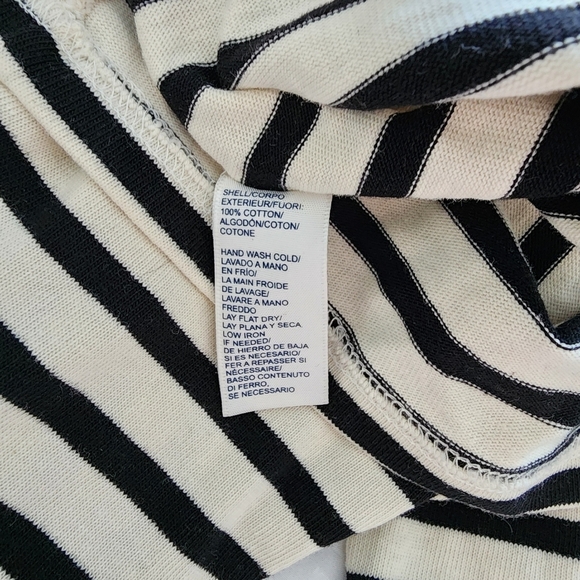 SHELL/CORPO
EXTERIEUR/FUORI:
100% COTTON/
ALGODÓN/COTON/
COTONE
HAND WASH COLD/
LAVADO A MANO
EN FRÍO/
LA MAIN FROIDE
DE LAVAGE/
LAVARE A MANO
FREDDO
LAY FLAT DRY/
LAY PLANA Y SECA
LOW IRON
IF NEEDED/
DE HIERRO DE BAJA
SI ES NECESARIO/
FER A REPASSER SI
NÉCESSAIRE/
BASSO CONTENUTO
DI FERRO,
SE NECESSARIO